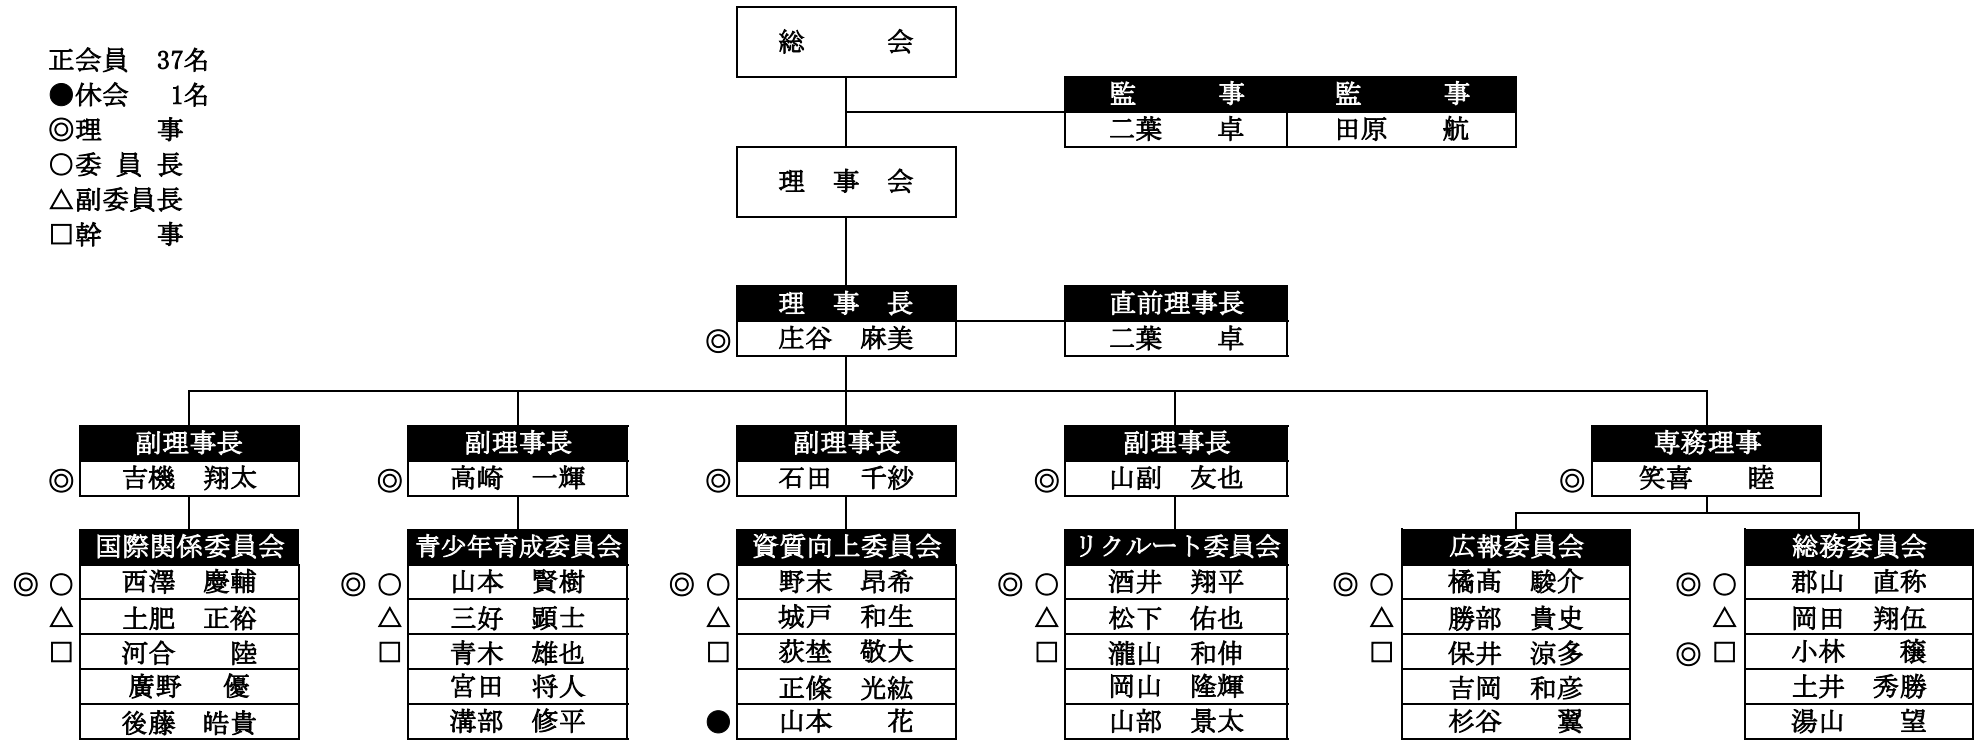 総　　　会
正会員　37名
●休会　 1名
◎理　　事
○委 員 長
△副委員長
□幹　　事
監　　　事　監　　　事
二葉　　卓　田原　　航
理　事　会
理　事　長　直前理事長
◎ 庄谷　麻美　二葉　　卓
副理事長　副理事長　副理事長　副理事長　専務理事
◎ 吉機　翔太　◎ 高崎　一輝　◎ 石田　千紗　◎ 山副　友也　◎ 笑喜　　睦
国際関係委員会　青少年育成委員会　資質向上委員会　リクルート委員会　広報委員会　総務委員会
◎ ○ 西澤　慶輔　◎ ○ 山本　賢樹　◎ ○ 野末　昂希　◎ ○ 酒井　翔平　◎ ○ 橘髙　駿介　◎ ○ 郡山　直称
△ 土肥　正裕　△ 三好　顕士　△ 城戸　和生　△ 松下　佑也　△ 勝部　貴史　△ 岡田　翔伍
□ 河合　　陸　□ 青木　雄也　□ 荻埜　敬大　□ 瀧山　和伸　□ 保井　涼多　◎ □ 小林　　穣
廣野　優　宮田　将人　正條　光紘　岡山　隆輝　吉岡　和彦　土井　秀勝
後藤　皓貴　溝部　修平　● 山本　　花　山部　景太　杉谷　　翼　湯山　　望